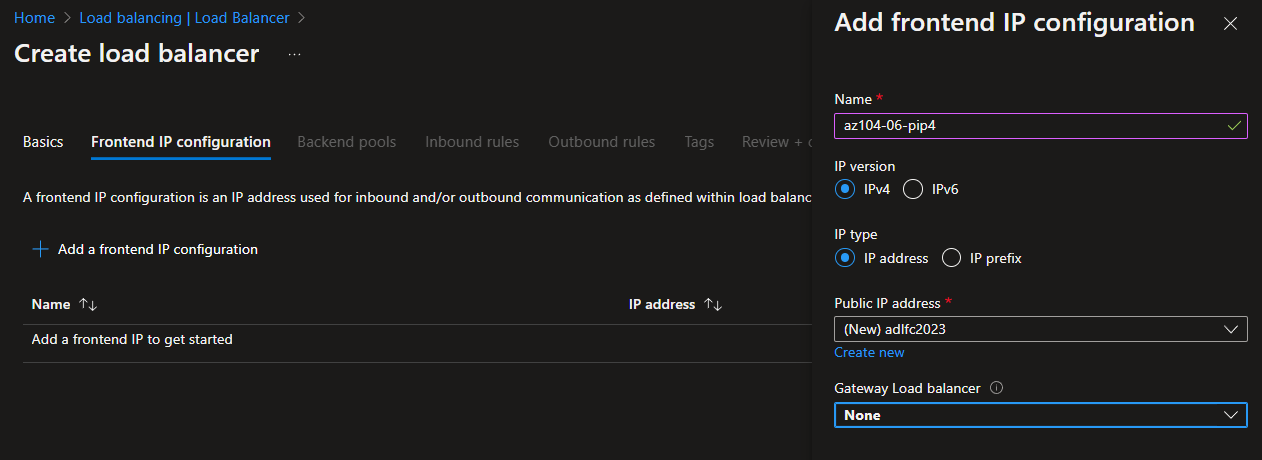 Home > Load balancing | Load Balancer >
Create load balancer ...
Basics Frontend IP configuration Backend pools Inbound rules Outbound rules Tags Review +
A frontend IP configuration is an IP address used for inbound and/or outbound communication as defined within load balanc
+ Add a frontend IP configuration
Name ↑↓ IP address ↑↓
Add a frontend IP to get started
Add frontend IP configuration
Name *
az104-06-pip4
IP version
IPv4 IPv6
IP type
IP address IP prefix
Public IP address *
(New) adlfc2023
Create new
Gateway Load balancer
None